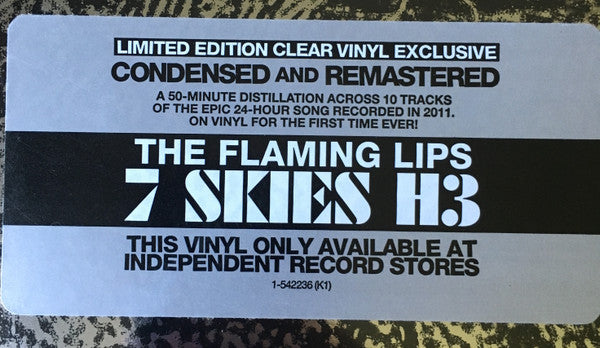 LIMITED EDITION CLEAR VINYL EXCLUSIVE
CONDENSED AND REMASTERED
A 50-MINUTE DISTILLATION ACROSS 10 TRACKS
OF THE EPIC 24-HOUR SONG RECORDED IN 2011.
ON VINYL FOR THE FIRST TIME EVER!
THE FLAMING LIPS
7 SKIES H3
THIS VINYL ONLY AVAILABLE AT
INDEPENDENT RECORD STORES
1-542236 (K1)